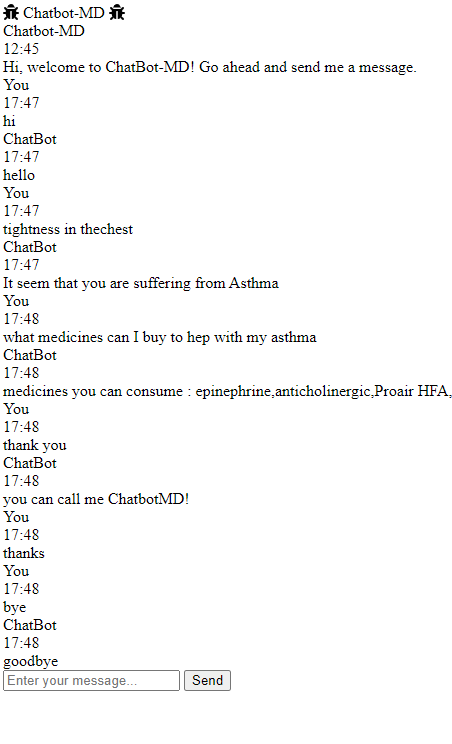 Chatbot-MD
Chatbot-MD
12:45
Hi, welcome to ChatBot-MD! Go ahead and send me a message.
You
17:47
hi
ChatBot
17:47
hello
You
17:47
tightness in thechest
ChatBot
17:47
It seem that you are suffering from Asthma
You
17:48
what medicines can I buy to hep with my asthma
ChatBot
17:48
medicines you can consume : epinephrine,anticholinergic,Proair HFA,
You
17:48
thank you
ChatBot
17:48
you can call me ChatbotMD!
You
17:48
thanks
You
17:48
bye
ChatBot
17:48
goodbye
Enter your message... Send